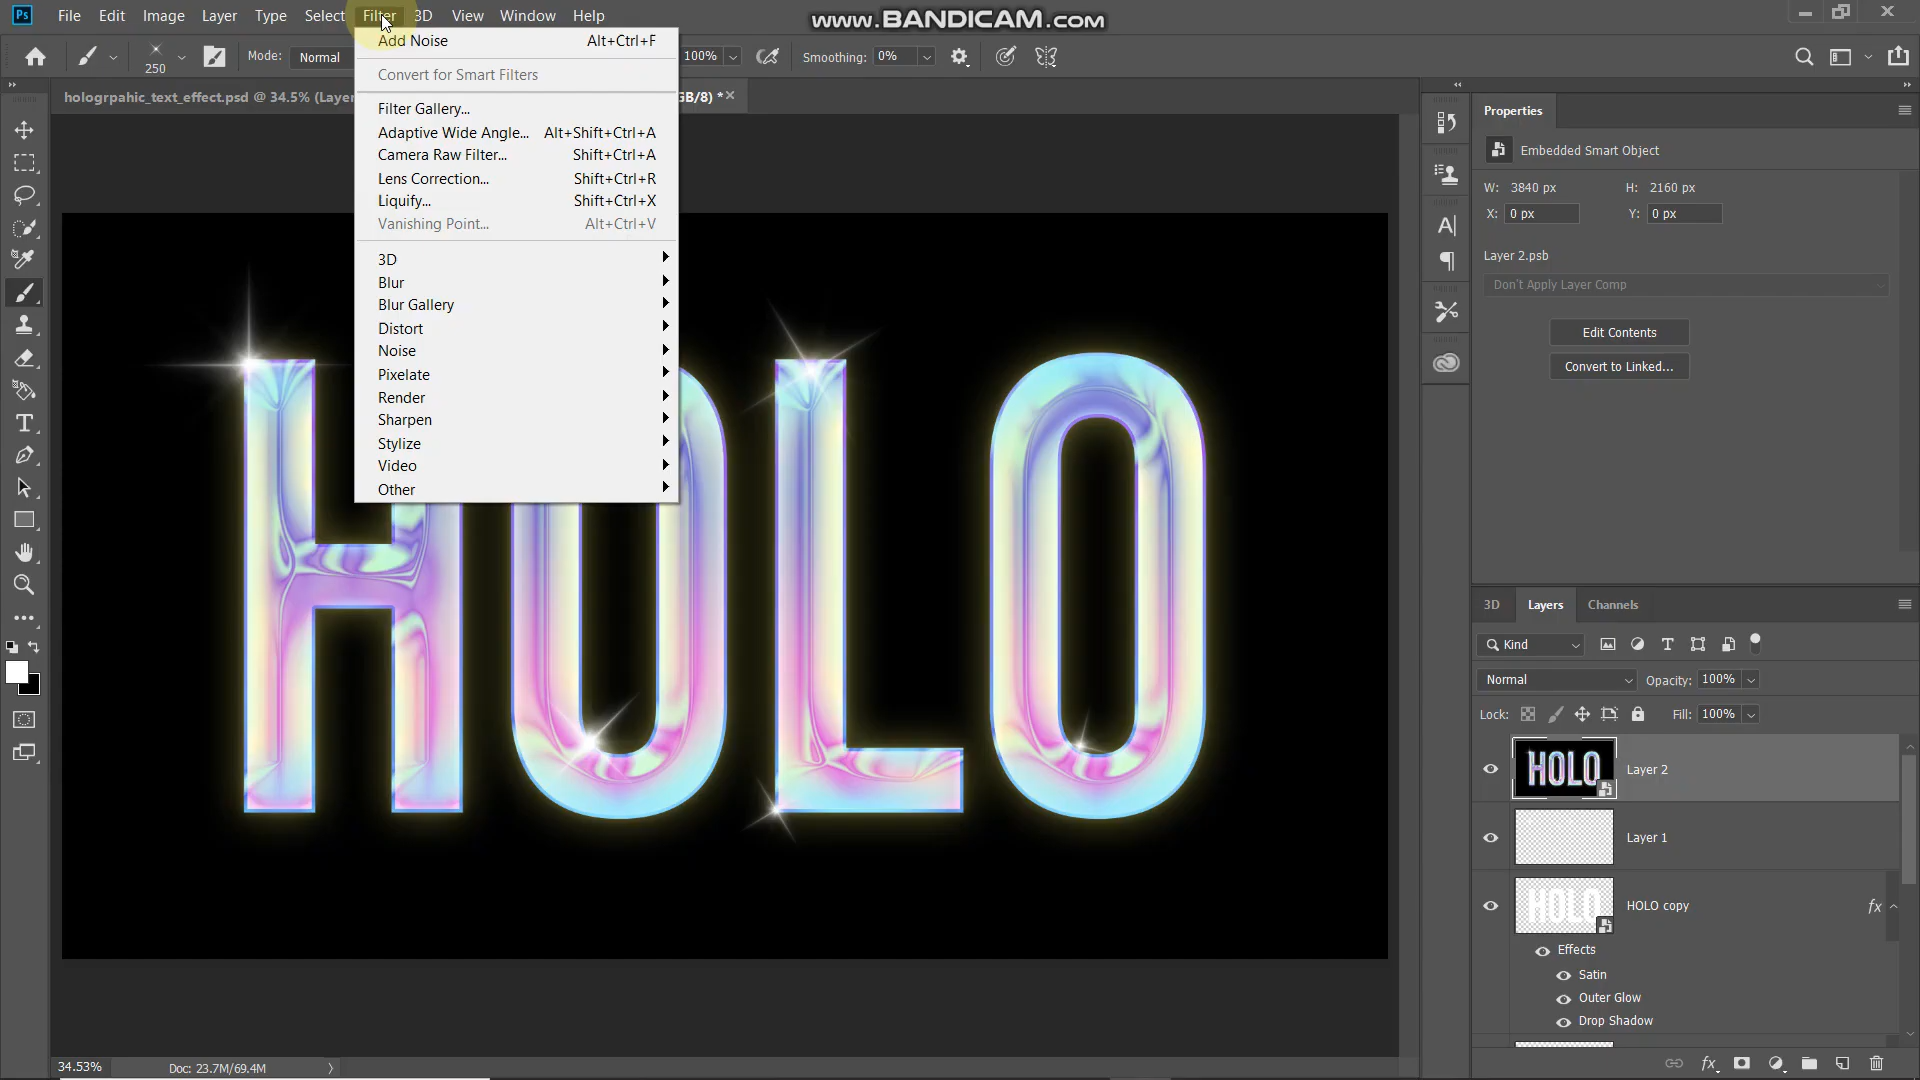 Ps File Edit Image Layer Type Select Filter 3D View Window Help
www.BANDICAM.com
250 Mode: Normal 100% Smoothing: 0%
hologrpahic_text_effect.psd @ 34.5% (Laye RGB/8) * ×
Add Noise Alt+Ctrl+F
Convert for Smart Filters
Filter Gallery...
Adaptive Wide Angle... Alt+Shift+Ctrl+A
Camera Raw Filter... Shift+Ctrl+A
Lens Correction... Shift+Ctrl+R
Liquify... Shift+Ctrl+X
Vanishing Point... Alt+Ctrl+V
3D
Blur
Blur Gallery
Distort
Noise
Pixelate
Render
Sharpen
Stylize
Video
Other
HOLO
Properties
Embedded Smart Object
W: 3840 px H: 2160 px
X: 0 px Y: 0 px
Layer 2.psb
Don't Apply Layer Comp
Edit Contents
Convert to Linked...
3D Layers Channels
Kind
Normal Opacity: 100%
Lock: Fill: 100%
HOLO Layer 2
Layer 1
HOLO HOLO copy fx
Effects
Satin
Outer Glow
Drop Shadow
fx
34.53% Doc: 23.7M/69.4M